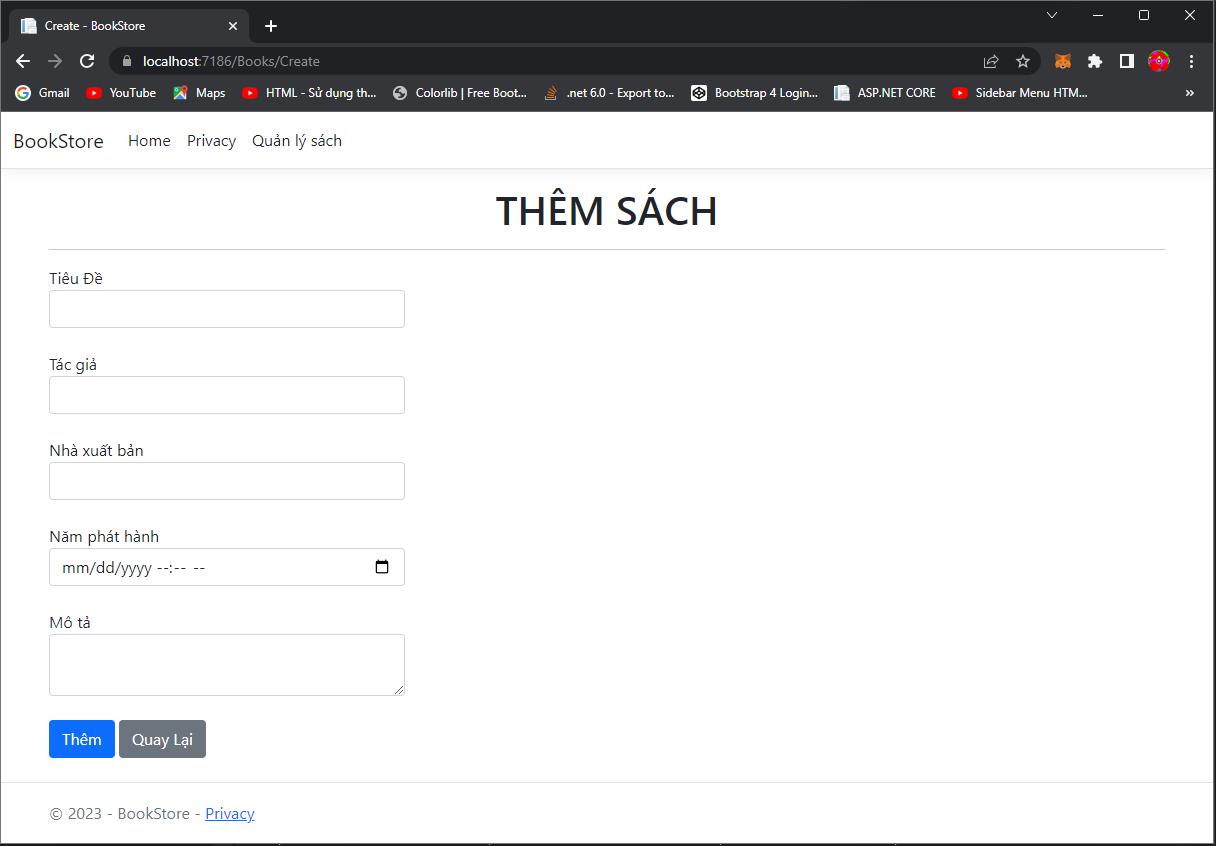 Create - BookStore
localhost:7186/Books/Create
Gmail YouTube Maps HTML - Sử dụng th... Colorlib | Free Boot... .net 6.0 - Export to... Bootstrap 4 Login... ASP.NET CORE Sidebar Menu HTM... »
BookStore Home Privacy Quản lý sách
THÊM SÁCH
Tiêu Đề
Tác giả
Nhà xuất bản
Năm phát hành
mm/dd/yyyy --:-- --
Mô tả
Thêm Quay Lại
© 2023 - BookStore - Privacy